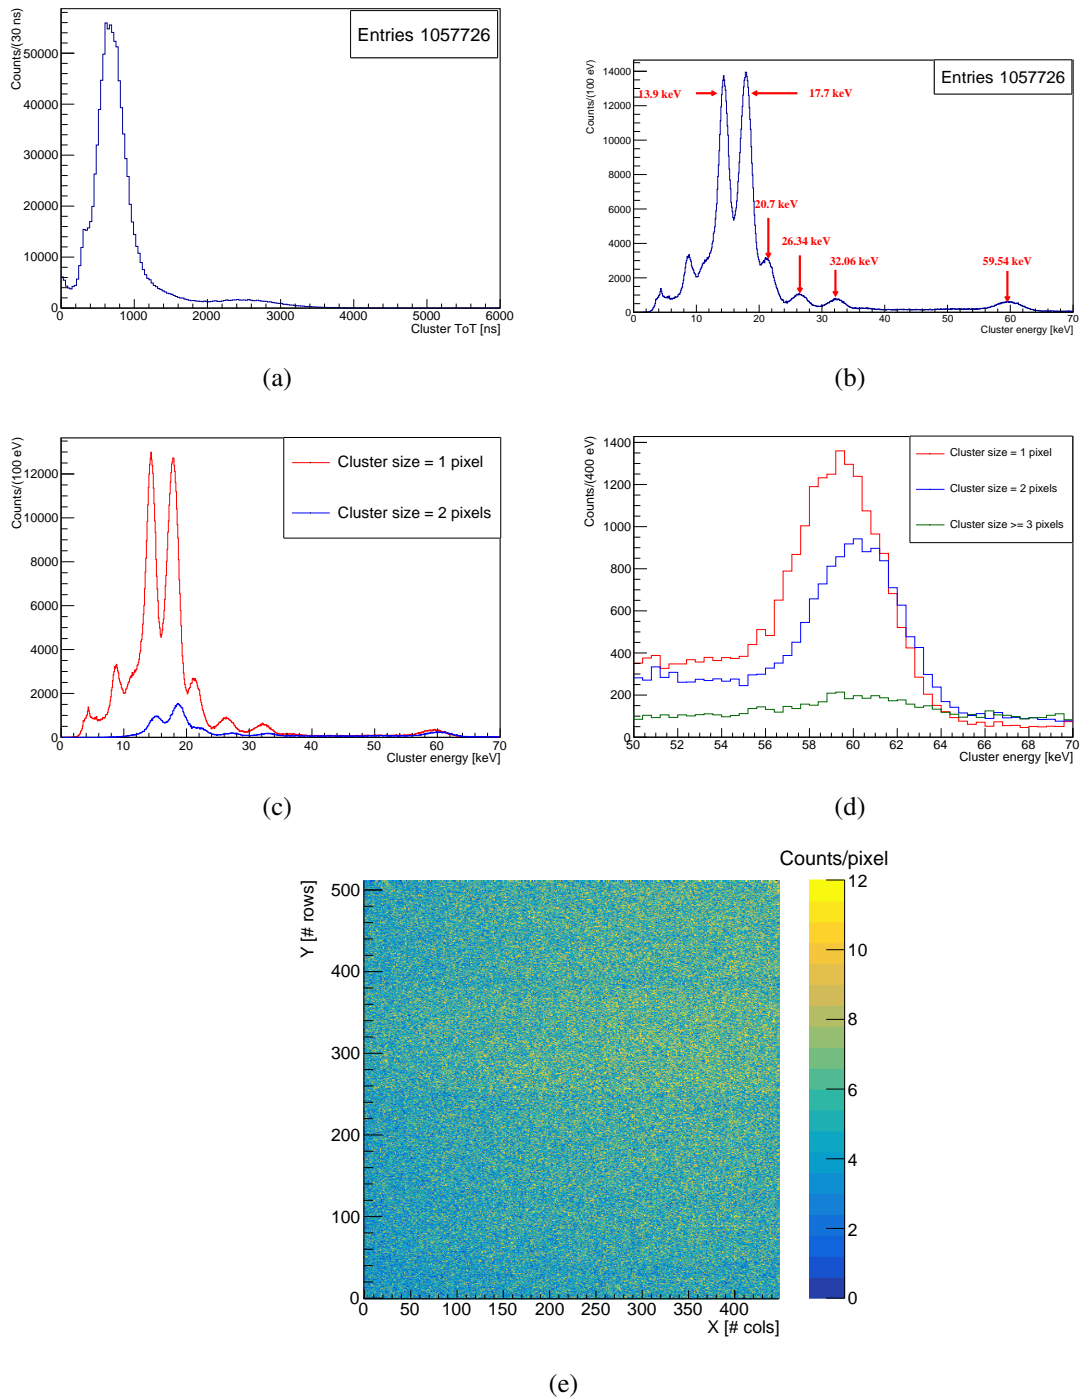 Counts/(30 ns)
50000
40000
30000
20000
10000
0
Entries 1057726
0 1000 2000 3000 4000 5000 6000
Cluster ToT [ns]
(a)
Counts/(100 eV)
14000
12000
10000
8000
6000
4000
2000
0
Entries 1057726
13.9 keV
17.7 keV
20.7 keV
26.34 keV
32.06 keV
59.54 keV
0 10 20 30 40 50 60 70
Cluster energy [keV]
(b)
Counts/(100 eV)
12000
10000
8000
6000
4000
2000
0
Cluster size = 1 pixel
Cluster size = 2 pixels
0 10 20 30 40 50 60 70
Cluster energy [keV]
(c)
Counts/(400 eV)
1400
1200
1000
800
600
400
200
0
Cluster size = 1 pixel
Cluster size = 2 pixels
Cluster size >= 3 pixels
50 52 54 56 58 60 62 64 66 68 70
Cluster energy [keV]
(d)
Counts/pixel
Y [# rows]
500
400
300
200
100
0
0 50 100 150 200 250 300 350 400
X [# cols]
12
10
8
6
4
2
0
(e)